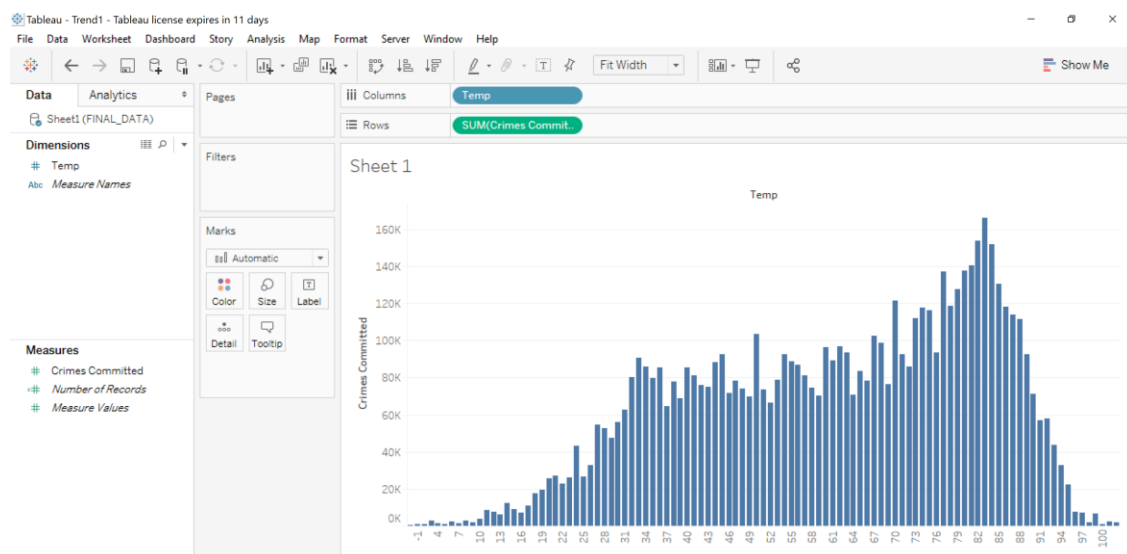 Tableau - Trend1 - Tableau license expires in 11 days
File Data Worksheet Dashboard Story Analysis Map Format Server Window Help
Fit Width
Show Me
Data Analytics
Sheet1 (FINAL_DATA)
Dimensions
# Temp
Abc Measure Names
Measures
# Crimes Committed
=# Number of Records
# Measure Values
Pages
Filters
Marks
Automatic
Color Size Label
Detail Tooltip
Columns Temp
Rows SUM(Crimes Commit..
Sheet 1
Temp
Crimes Committed
160K
140K
120K
100K
80K
60K
40K
20K
0K
-1 4 7 10 13 16 19 22 25 28 31 34 37 40 43 46 49 52 55 58 61 64 67 70 73 76 79 82 85 88 91 94 97 100